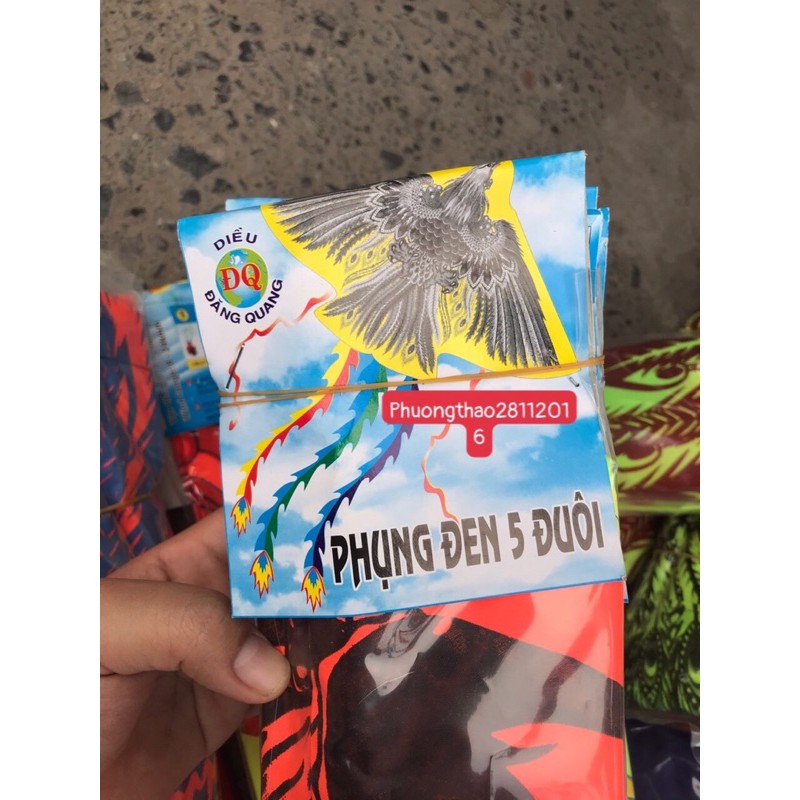 DIỀU
ĐQ
ĐĂNG QUANG
Phuongthao2811201
6
PHỤNG ĐEN 5 ĐUÔI